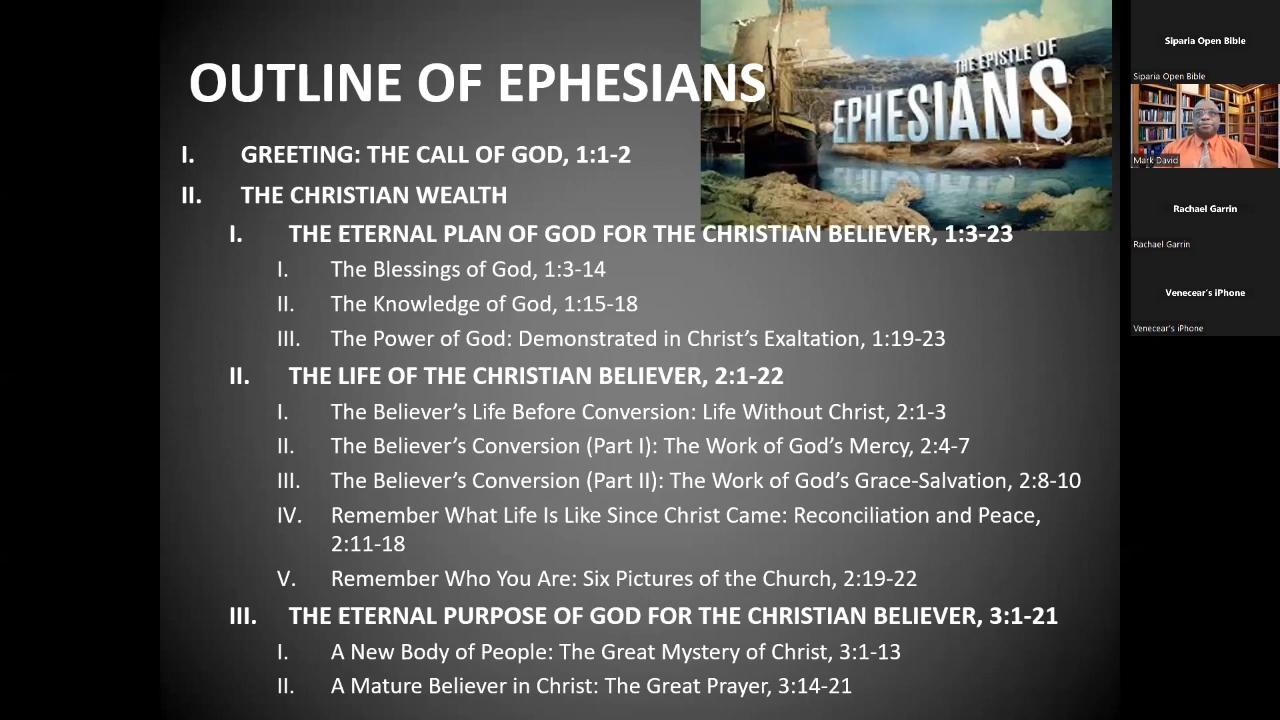 OUTLINE OF EPHESIANS
THE EPISTLE OF
EPHESIANS
I. GREETING: THE CALL OF GOD, 1:1-2
II. THE CHRISTIAN WEALTH
I. THE ETERNAL PLAN OF GOD FOR THE CHRISTIAN BELIEVER, 1:3-23
I. The Blessings of God, 1:3-14
II. The Knowledge of God, 1:15-18
III. The Power of God: Demonstrated in Christ’s Exaltation, 1:19-23
II. THE LIFE OF THE CHRISTIAN BELIEVER, 2:1-22
I. The Believer’s Life Before Conversion: Life Without Christ, 2:1-3
II. The Believer’s Conversion (Part I): The Work of God’s Mercy, 2:4-7
III. The Believer’s Conversion (Part II): The Work of God’s Grace-Salvation, 2:8-10
IV. Remember What Life Is Like Since Christ Came: Reconciliation and Peace,
2:11-18
V. Remember Who You Are: Six Pictures of the Church, 2:19-22
III. THE ETERNAL PURPOSE OF GOD FOR THE CHRISTIAN BELIEVER, 3:1-21
I. A New Body of People: The Great Mystery of Christ, 3:1-13
II. A Mature Believer in Christ: The Great Prayer, 3:14-21
Siparia Open Bible
Siparia Open Bible
Mark David
Rachael Garrin
Rachael Garrin
Venecear's iPhone
Venecear's iPhone